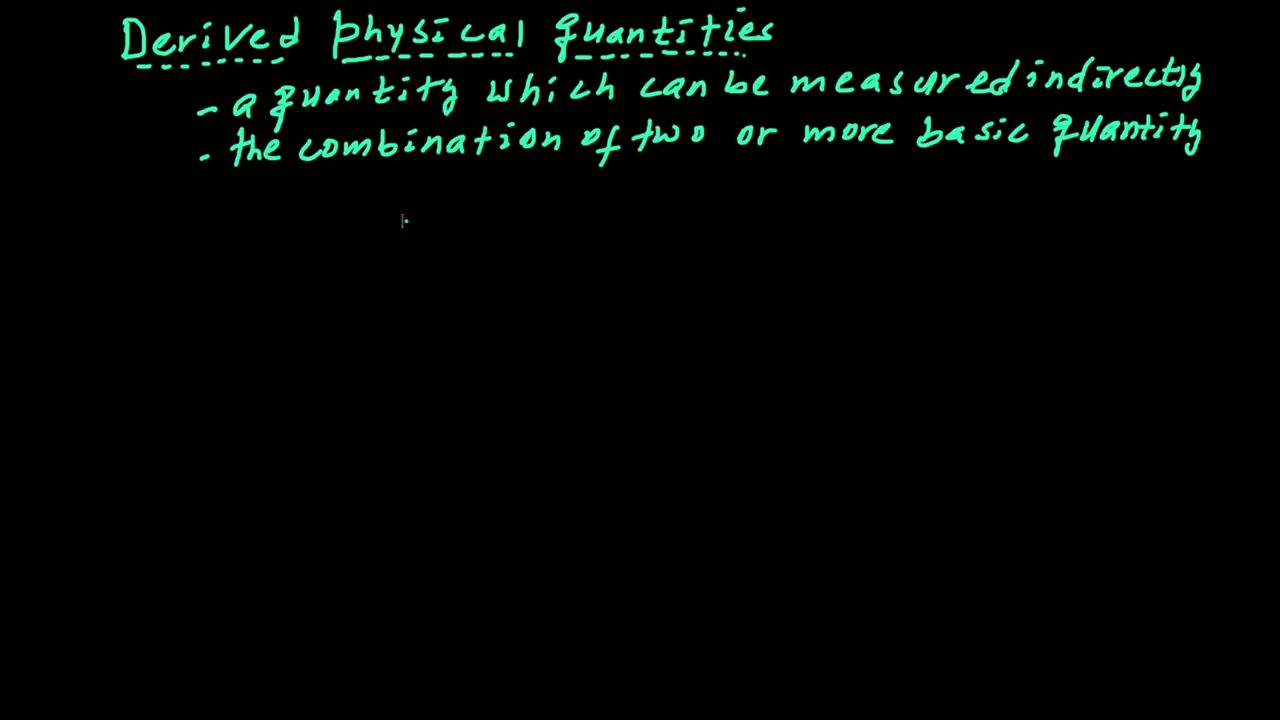 Derived physical quantities
- a quantity which can be measured indirectly
- the combination of two or more basic quantity